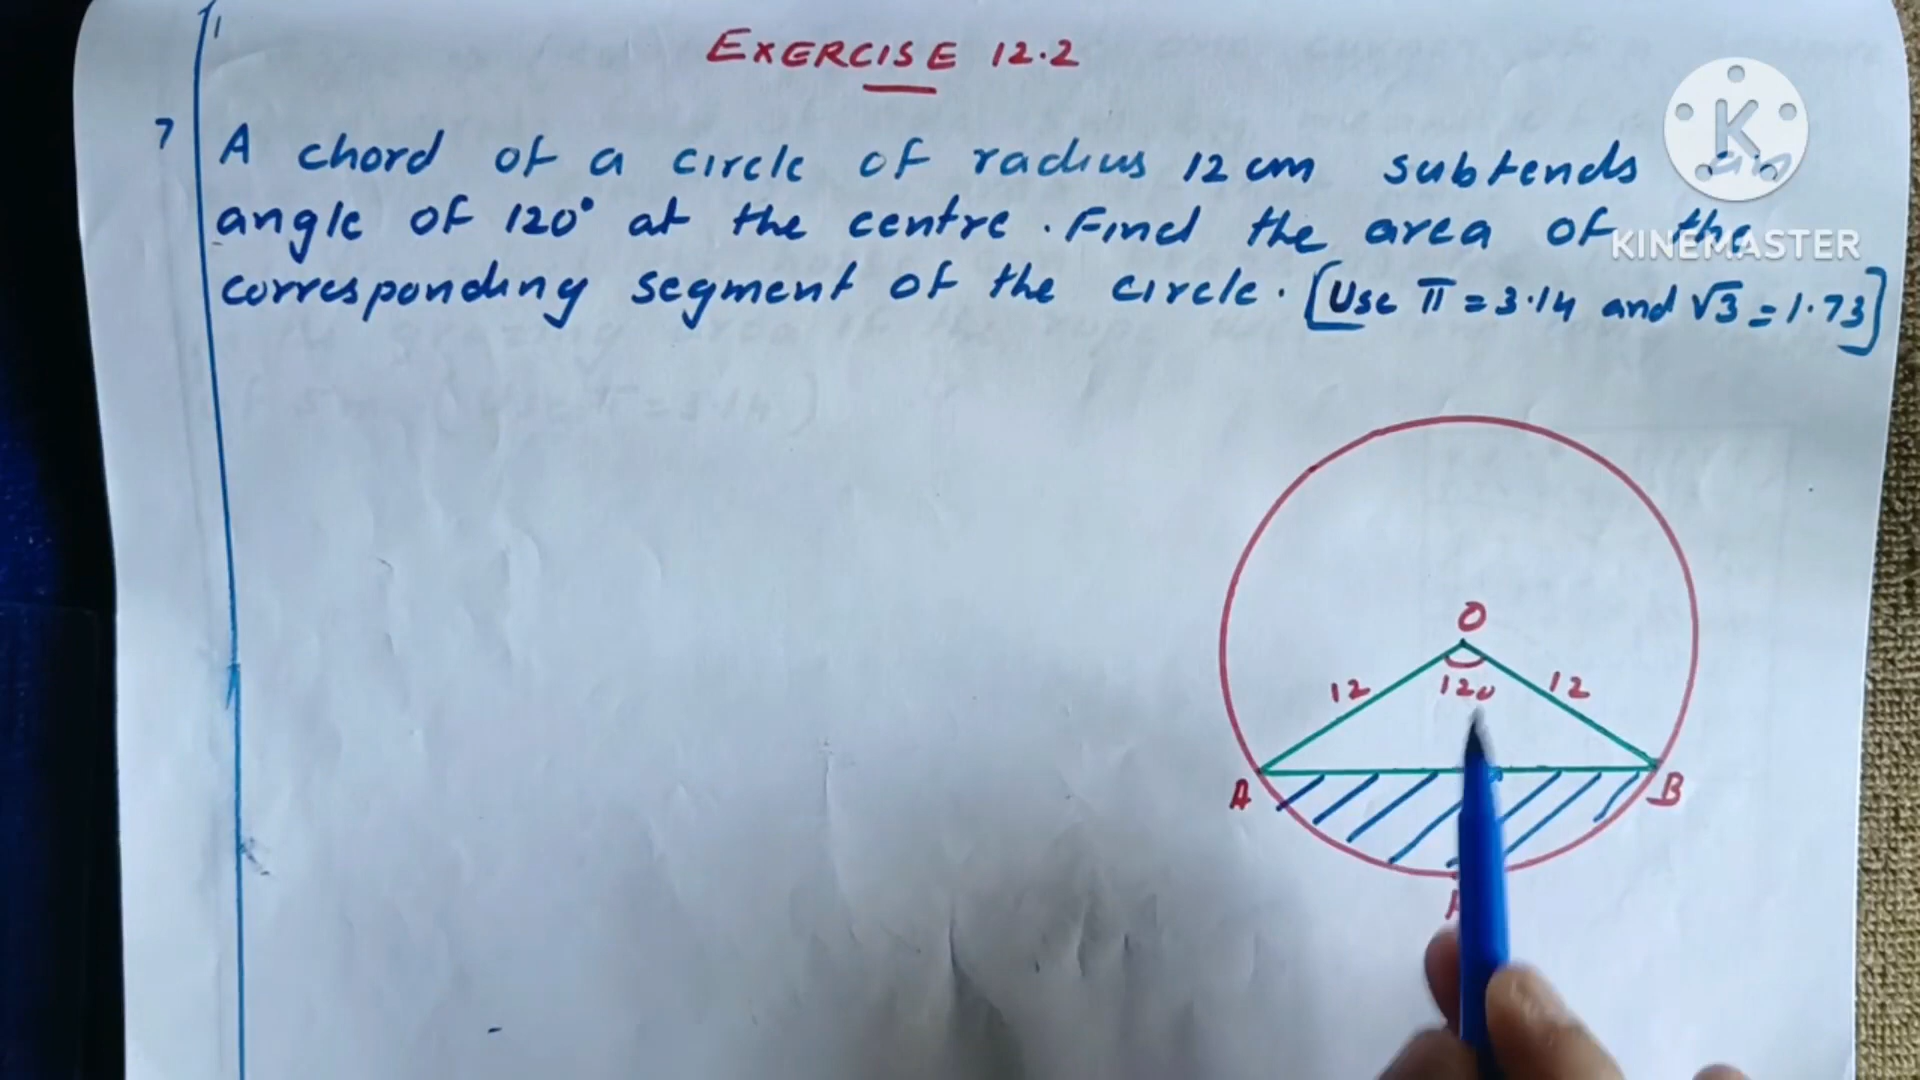 EXERCISE 12.2
7 A chord of a circle of radius 12 cm subtends an
angle of 120° at the centre. Find the area of the
corresponding segment of the circle. [Use π = 3.14 and √3 = 1.73]
K
KINEMASTER
O
12 120 12
A B